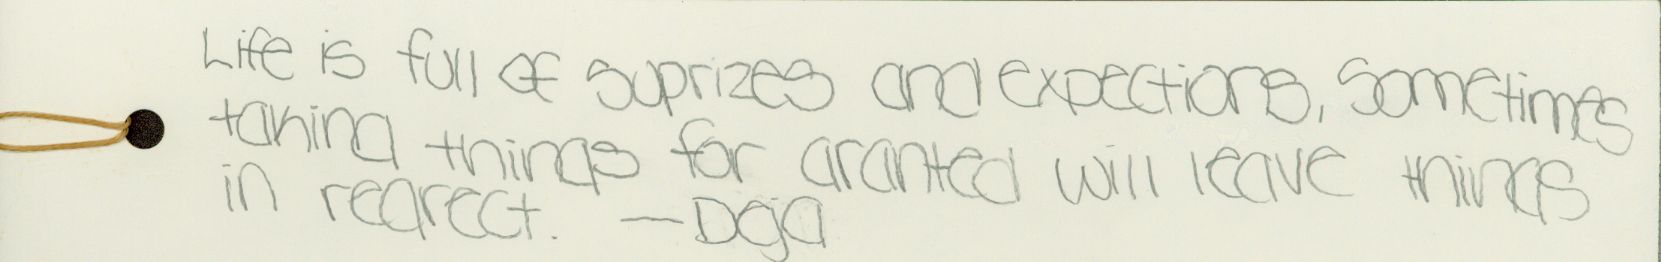 Life is full of suprizes and expections, Sometimes
taking things for granted will leave things
in regrect. —Deja